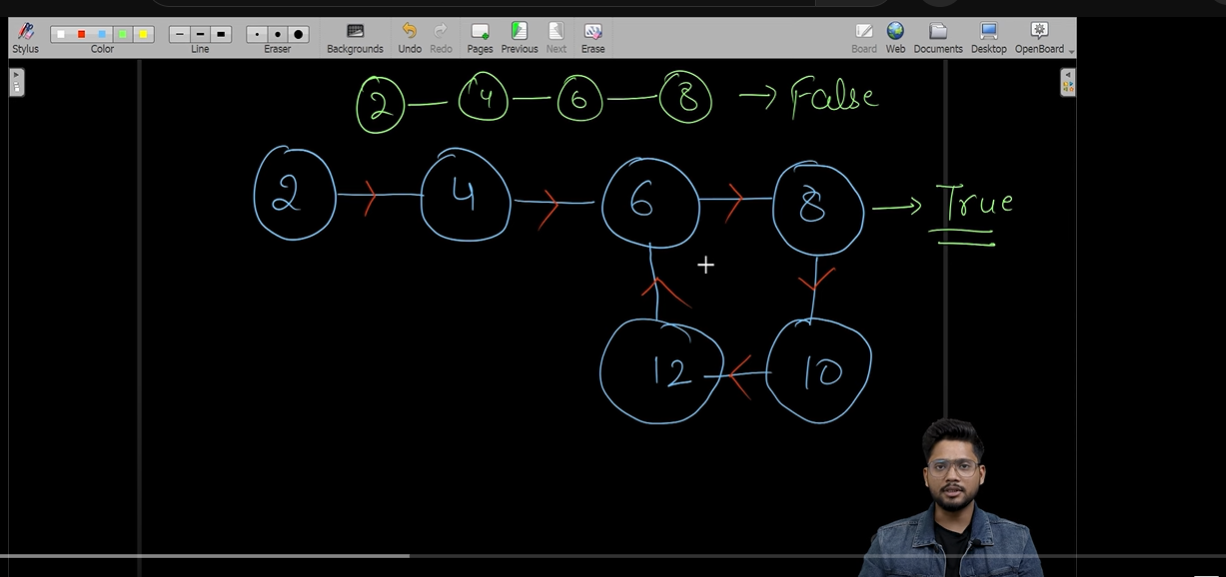 Stylus Color Line Eraser Backgrounds Undo Redo Pages Previous Next Erase Board Web Documents Desktop OpenBoard
2 4 6 8 → False
2 4 6 8 → True
12 10